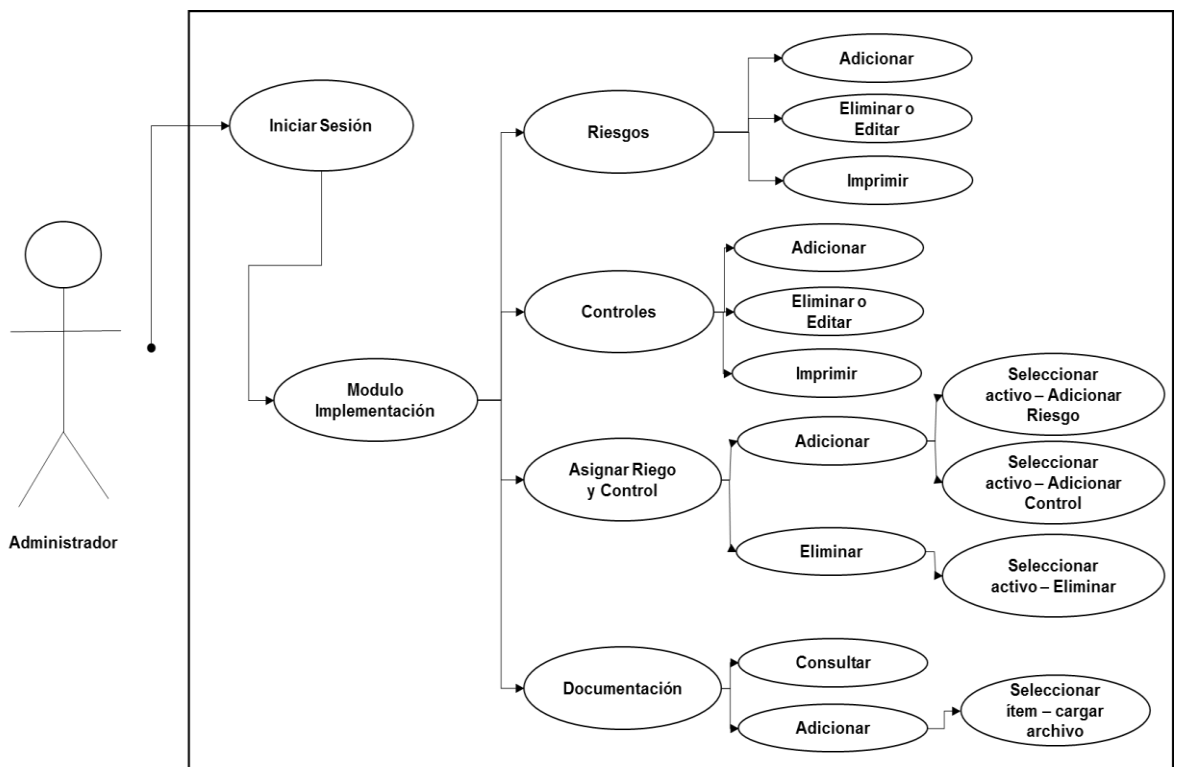 Iniciar Sesión
Administrador
Modulo
Implementación
Riesgos
Adicionar
Eliminar o
Editar
Imprimir
Controles
Adicionar
Eliminar o
Editar
Imprimir
Asignar Riego
y Control
Adicionar
Seleccionar
activo – Adicionar
Riesgo
Seleccionar
activo – Adicionar
Control
Eliminar
Seleccionar
activo – Eliminar
Documentación
Consultar
Adicionar
Seleccionar
ítem – cargar
archivo